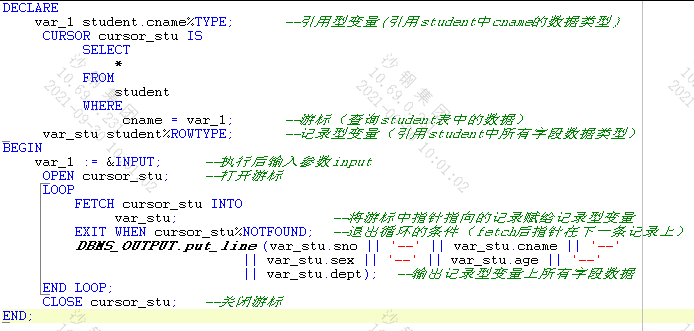 DECLARE
var_1 student.cname%TYPE; --引用型变量(引用student中cname的数据类型)
CURSOR cursor_stu IS
SELECT
*
FROM
student
WHERE
cname = var_1; --游标（查询student表中的数据）
var_stu student%ROWTYPE; --记录型变量（引用student中所有字段数据类型）
BEGIN
var_1 := &INPUT; --执行后输入参数input
OPEN cursor_stu; --打开游标
LOOP
FETCH cursor_stu INTO
var_stu; --将游标中指针指向的记录赋给记录型变量
EXIT WHEN cursor_stu%NOTFOUND; --退出循环的条件（fetch后指针在下一条记录上）
DBMS_OUTPUT.put_line(var_stu.sno || '--' || var_stu.cname || '--'
|| var_stu.sex || '--' || var_stu.age || '--'
|| var_stu.dept); --输出记录型变量上所有字段数据
END LOOP;
CLOSE cursor_stu; --关闭游标
END;